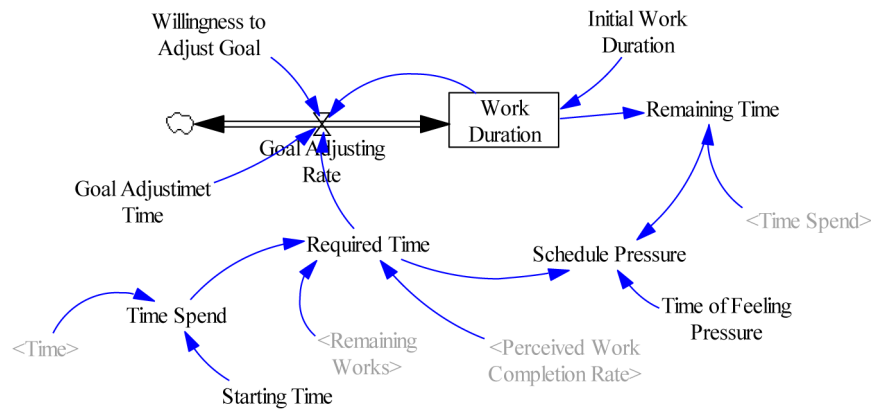 Willingness to
Adjust Goal
Initial Work
Duration
Work
Duration
Remaining Time
Goal Adjusting
Rate
Goal Adjustimet
Time
<Time Spend>
Required Time
Schedule Pressure
Time Spend
Time of Feeling
Pressure
<Time>
<Remaining
Works>
<Perceived Work
Completion Rate>
Starting Time